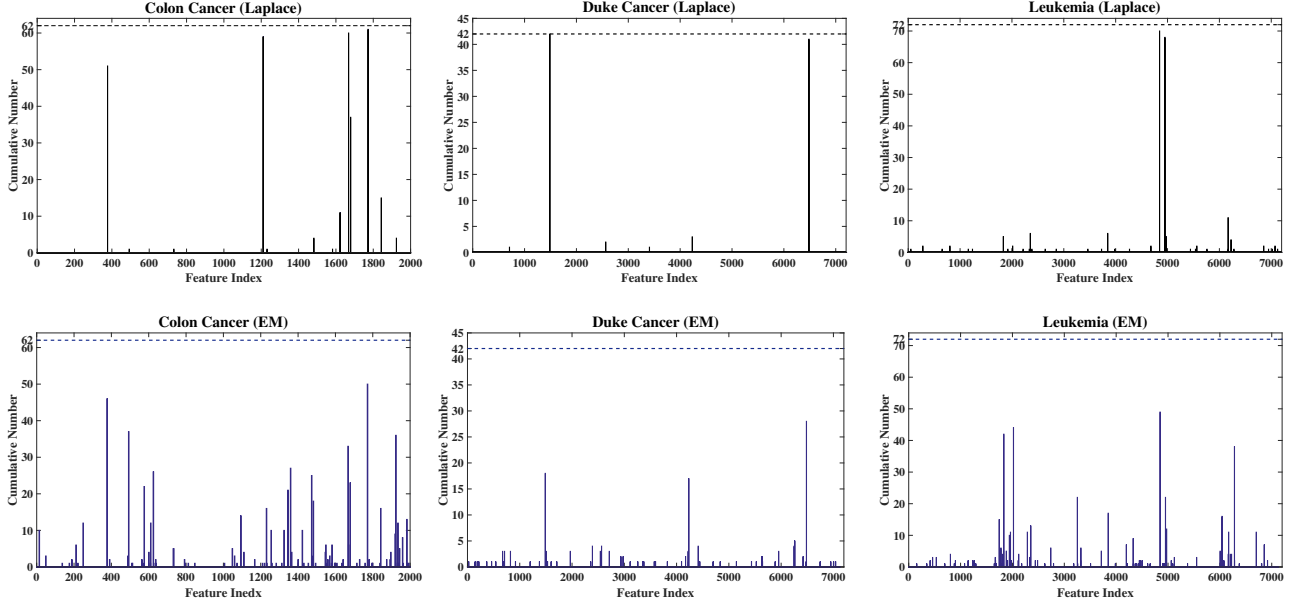 Colon Cancer (Laplace)
Cumulative Number
62
60
50
40
30
20
10
0
0 200 400 600 800 1000 1200 1400 1600 1800 2000
Feature Index
Duke Cancer (Laplace)
Cumulative Number
45
42
40
35
30
25
20
15
10
5
0
0 1000 2000 3000 4000 5000 6000 7000
Feature Index
Leukemia (Laplace)
Cumulative Number
72
70
60
50
40
30
20
10
0
0 1000 2000 3000 4000 5000 6000 7000
Feature Index
Colon Cancer (EM)
Cumulative Number
62
60
50
40
30
20
10
0
0 200 400 600 800 1000 1200 1400 1600 1800 2000
Feature Inedx
Duke Cancer (EM)
Cumulative Number
45
42
40
35
30
25
20
15
10
5
0
0 1000 2000 3000 4000 5000 6000 7000
Feature Index
Leukemia (EM)
Cumulative Number
72
70
60
50
40
30
20
10
0
0 1000 2000 3000 4000 5000 6000 7000
Feature Index